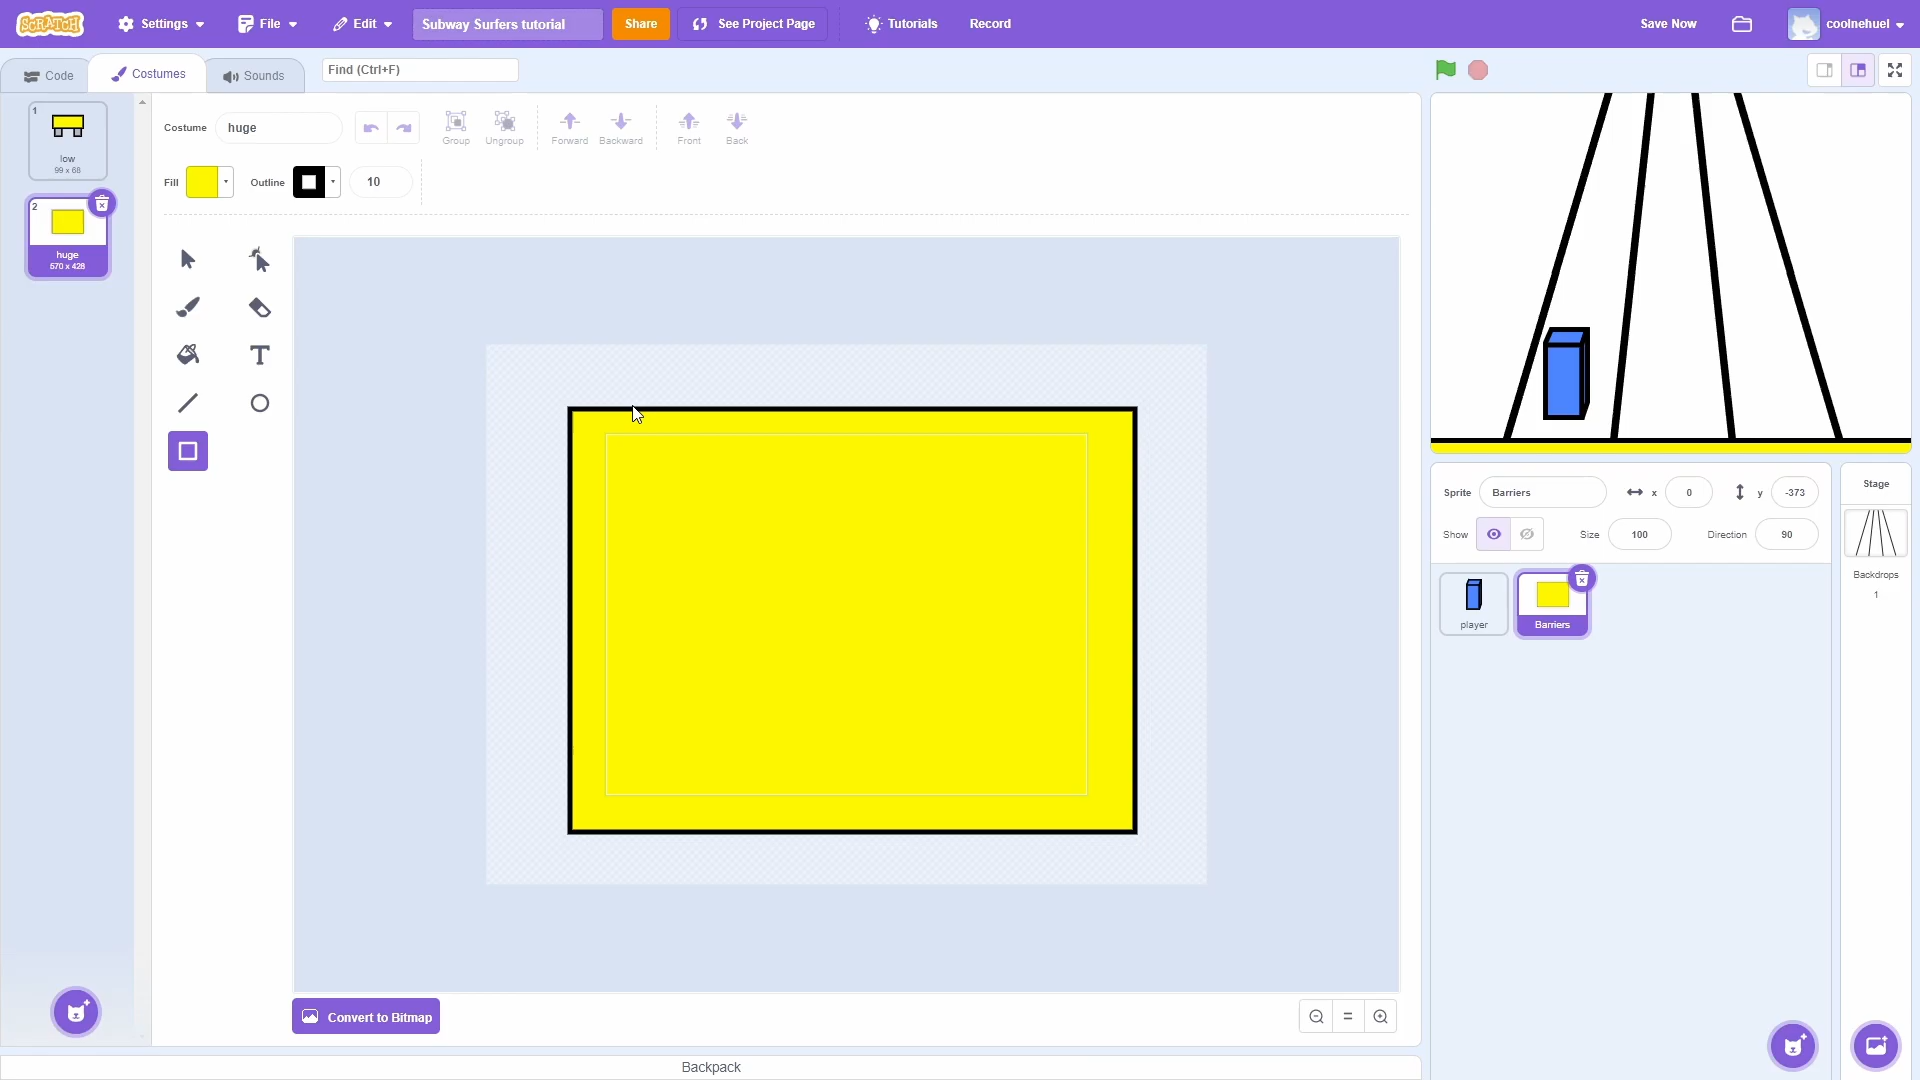 SCRATCH
Settings
File
Edit
Subway Surfers tutorial
Share
See Project Page
Tutorials
Record
Save Now
coolnehuel
Code
Costumes
Sounds
Find (Ctrl+F)
1
low
99 x 68
2
huge
570 x 428
Costume
huge
Group
Ungroup
Forward
Backward
Front
Back
Fill
Outline
10
T
Convert to Bitmap
=
Backpack
Sprite
Barriers
x
0
y
-373
Show
Size
100
Direction
90
player
Barriers
Stage
Backdrops
1